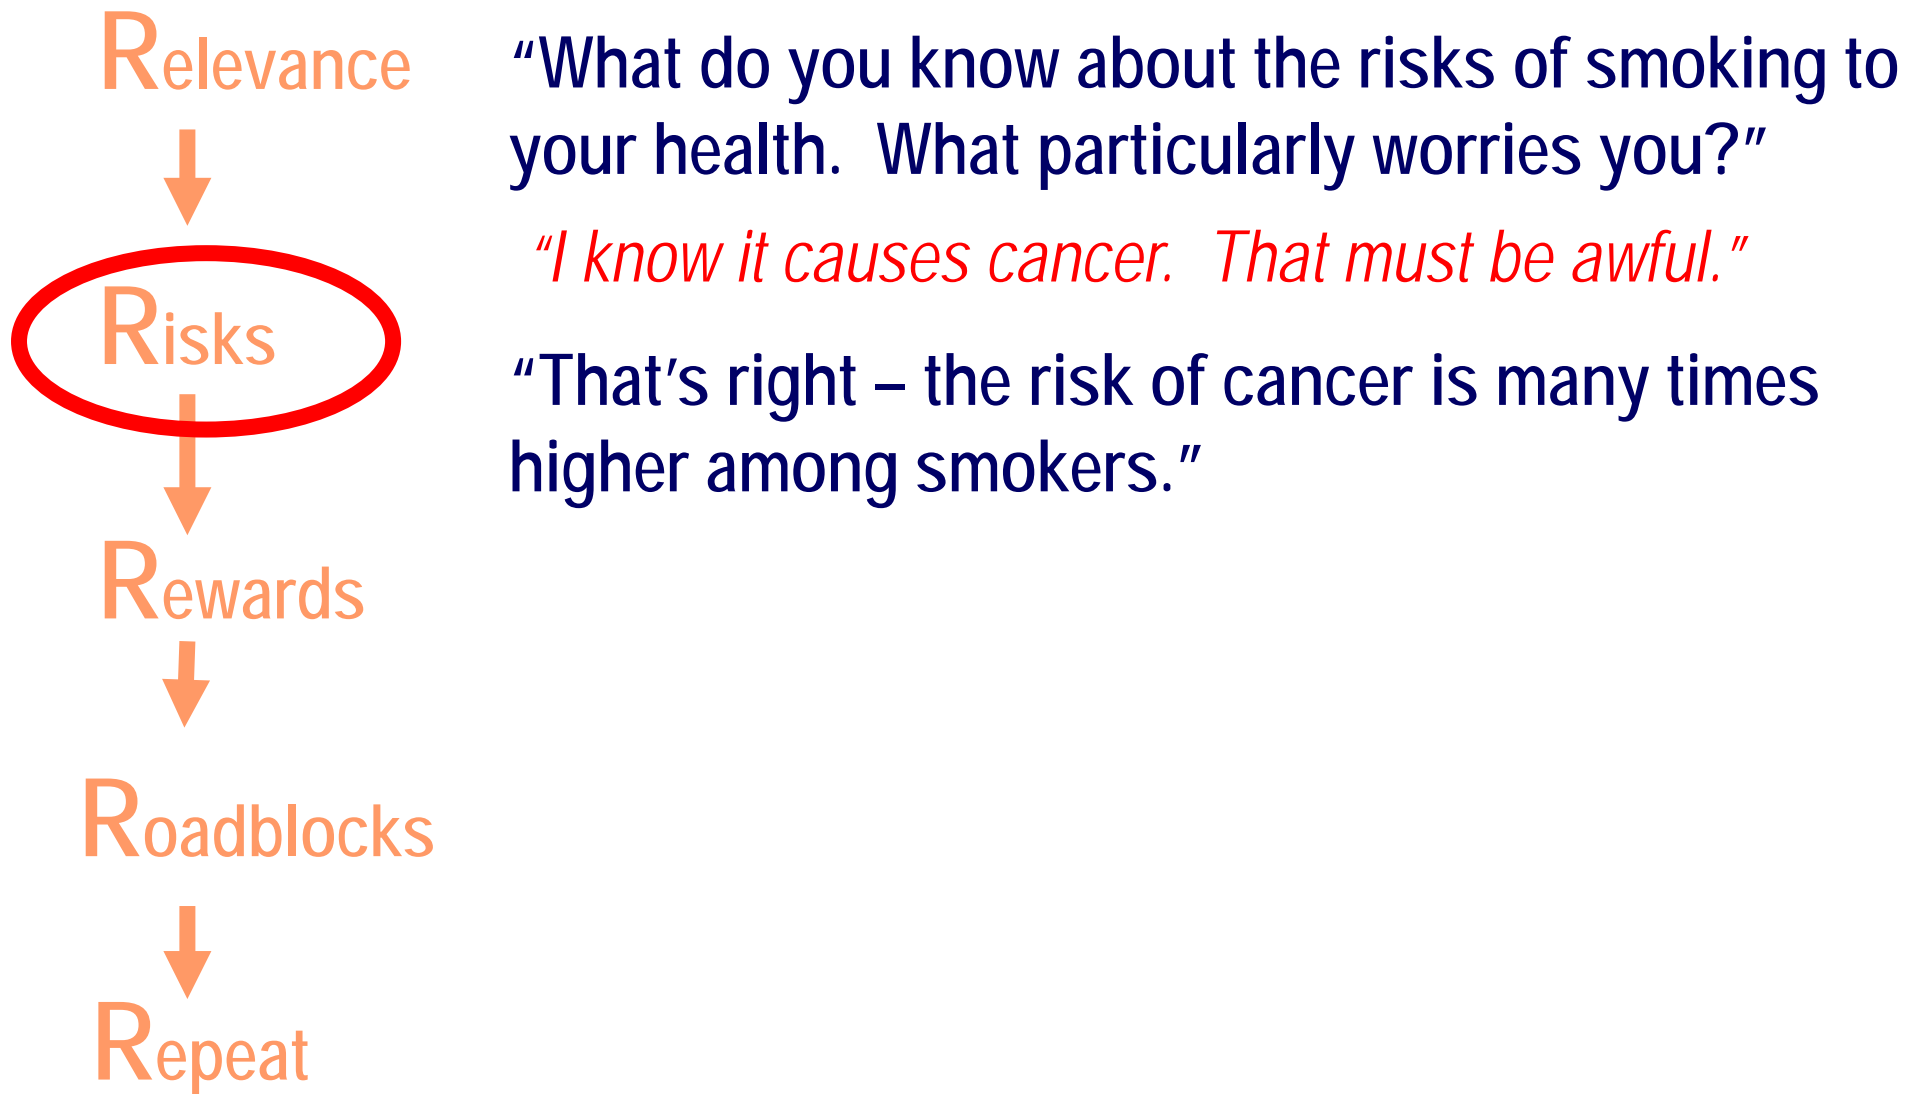 Relevance
Risks
Rewards
Roadblocks
Repeat
“What do you know about the risks of smoking to
your health.  What particularly worries you?”
“I know it causes cancer.  That must be awful.”
“That’s right – the risk of cancer is many times
higher among smokers.”